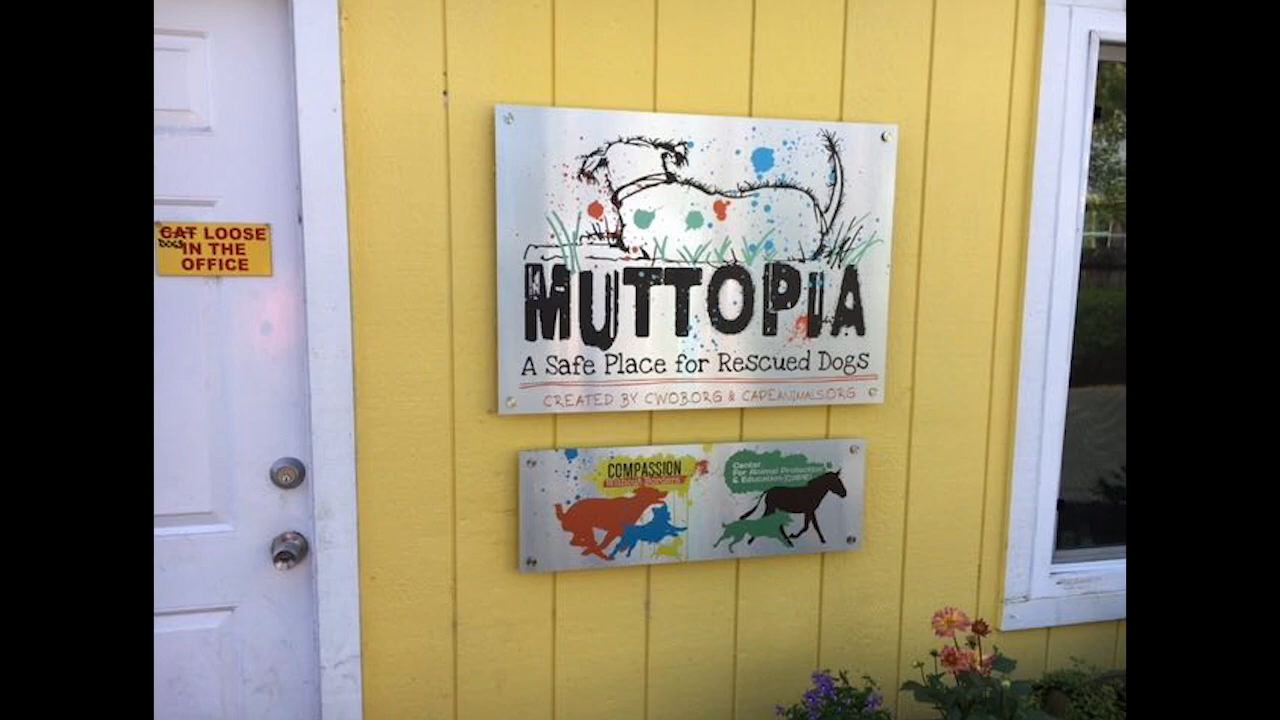 CAT LOOSE
DOGS IN THE
OFFICE
MUTTOPIA
A Safe Place for Rescued Dogs
CREATED BY CWOB.ORG & CAPEANIMALS.ORG
COMPASSION
Without Borders
Center
For Animal Protection
& Education (CAPE)